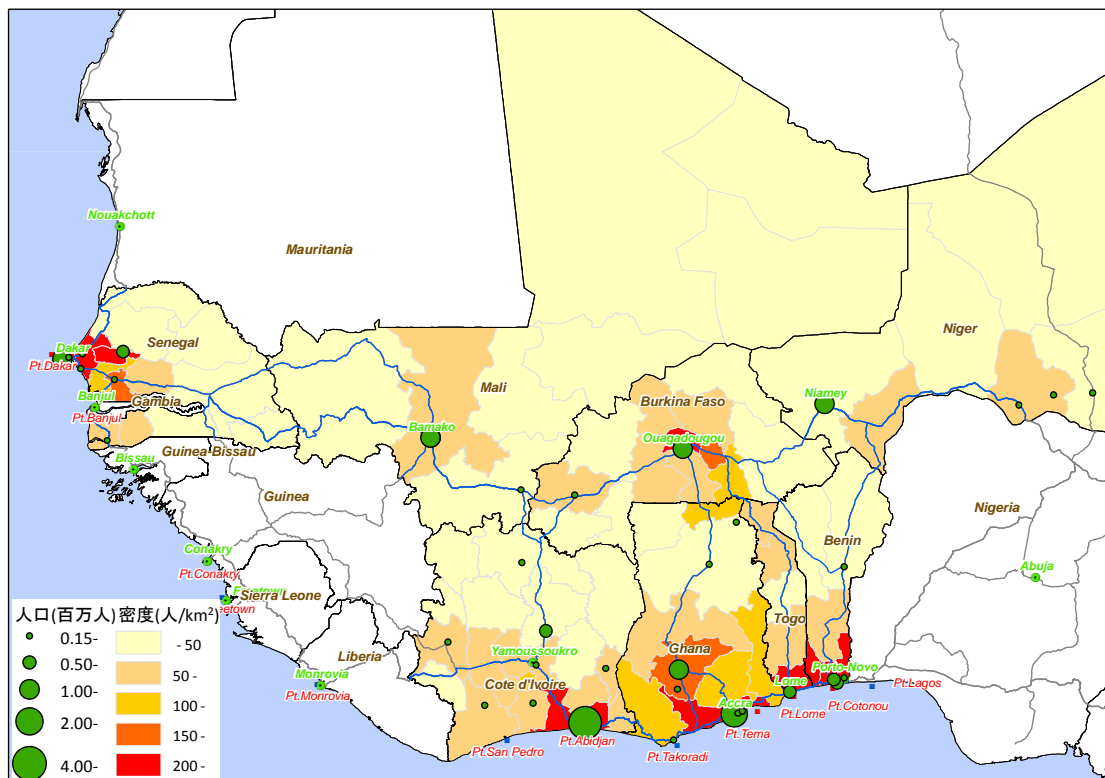 Nouakchott
Mauritania
Niger
Senegal
Dakar
Pt.Dakar
Mali
Niamey
Burkina Faso
Banjul
Gambia
Pt.Banjul
Bamako
Ouagadougou
Guinea-Bissau
Bissau
Guinea
Nigeria
Benin
Conakry
Abuja
Pt.Conakry
Sierra Leone
Togo
Ghana
Yamoussoukro
Liberia
Porto-Novo
Monrovia
Cote d'Ivoire
Lome
Pt.Lagos
Pt.Monrovia
Accra
Pt.Cotonou
Pt.Lome
Pt.Abidjan
Pt.Tema
Pt.San Pedro
Pt.Takoradi
人口(百万人) 密度(人/km²)
0.15- - 50
0.50- 50 -
1.00- 100 -
2.00- 150 -
4.00- 200 -